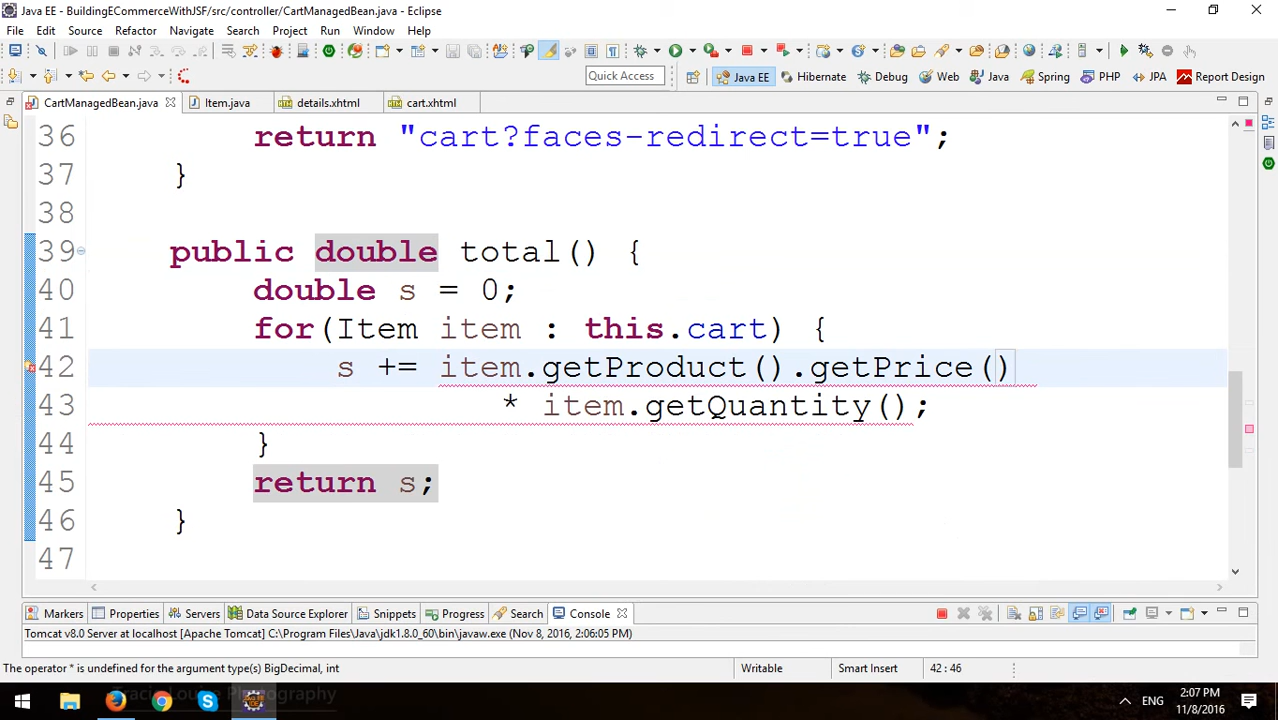 Java EE - BuildingECommerceWithJSF/src/controller/CartManagedBean.java - Eclipse
File Edit Source Refactor Navigate Search Project Run Window Help
Quick Access Java EE Hibernate Debug Web Java Spring PHP JPA Report Design
CartManagedBean.java Item.java details.xhtml cart.xhtml
36 return "cart?faces-redirect=true";
37 }
38
39 public double total() {
40 double s = 0;
41 for(Item item : this.cart) {
42 s += item.getProduct().getPrice()
43 * item.getQuantity();
44 }
45 return s;
46 }
47
Markers Properties Servers Data Source Explorer Snippets Progress Search Console
Tomcat v8.0 Server at localhost [Apache Tomcat] C:\Program Files\Java\jdk1.8.0_60\bin\javaw.exe (Nov 8, 2016, 2:06:05 PM)
The operator * is undefined for the argument type(s) BigDecimal, int Writable Smart Insert 42 : 46
Tracie Louise Photography
ENG 2:07 PM
11/8/2016